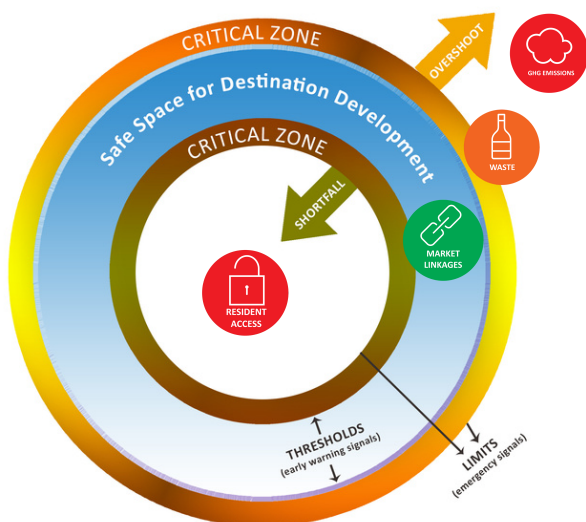 CRITICAL ZONE
OVERSHOOT
GHG EMISSIONS
Safe Space for Destination Development
WASTE
CRITICAL ZONE
SHORTFALL
MARKET
LINKAGES
RESIDENT
ACCESS
THRESHOLDS
(early warning signals)
LIMITS
(emergency signals)